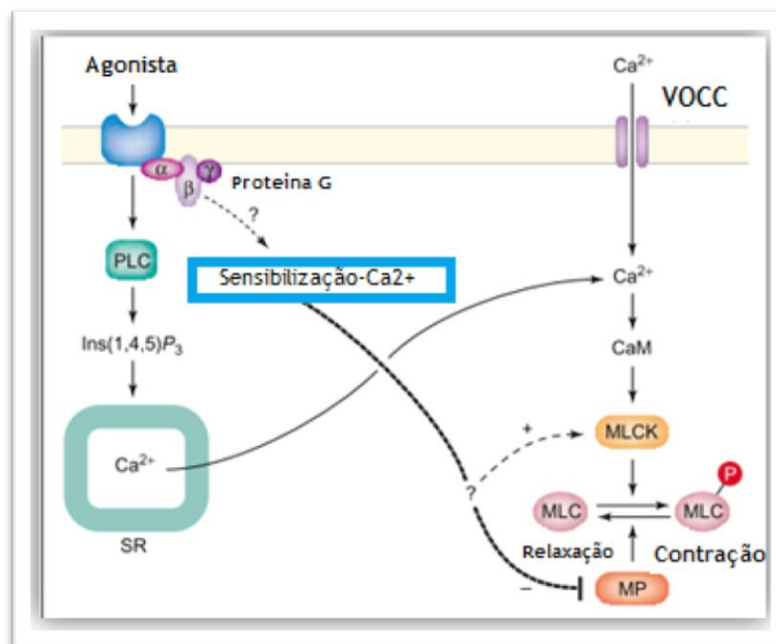 Agonista
Ca2+
VOCC
α
β
γ
Proteína G
?
PLC
Sensibilização-Ca2+
Ca2+
Ins(1,4,5)P3
CaM
+
MLCK
Ca2+
?
P
MLC
MLC
SR
Relaxação
Contração
–
MP